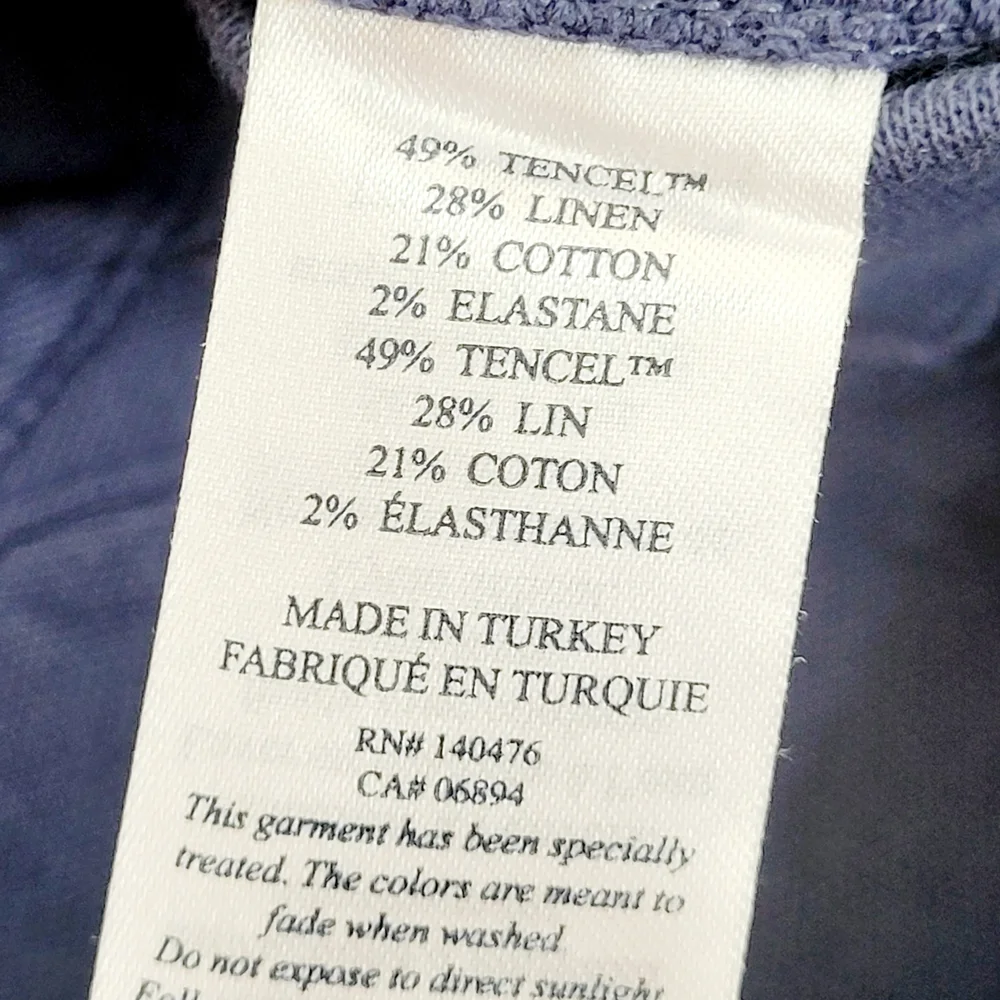 49% TENCEL™
28% LINEN
21% COTTON
2% ELASTANE
49% TENCEL™
28% LIN
21% COTON
2% ÉLASTHANNE
MADE IN TURKEY
FABRIQUÉ EN TURQUIE
RN# 140476
CA# 06894
This garment has been specially
treated. The colors are meant to
fade when washed.
Do not expose to direct sunlight